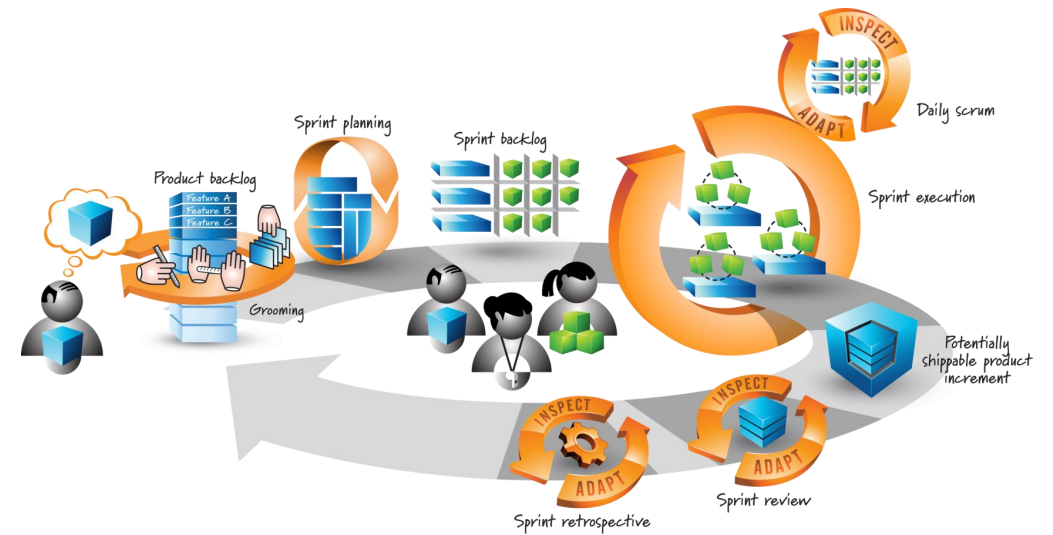 INSPECT
ADAPT
Daily scrum
Sprint planning
Sprint backlog
Product backlog
Feature A
Feature B
Feature C
Sprint execution
Grooming
Potentially
shippable product
increment
INSPECT
ADAPT
Sprint review
INSPECT
ADAPT
Sprint retrospective